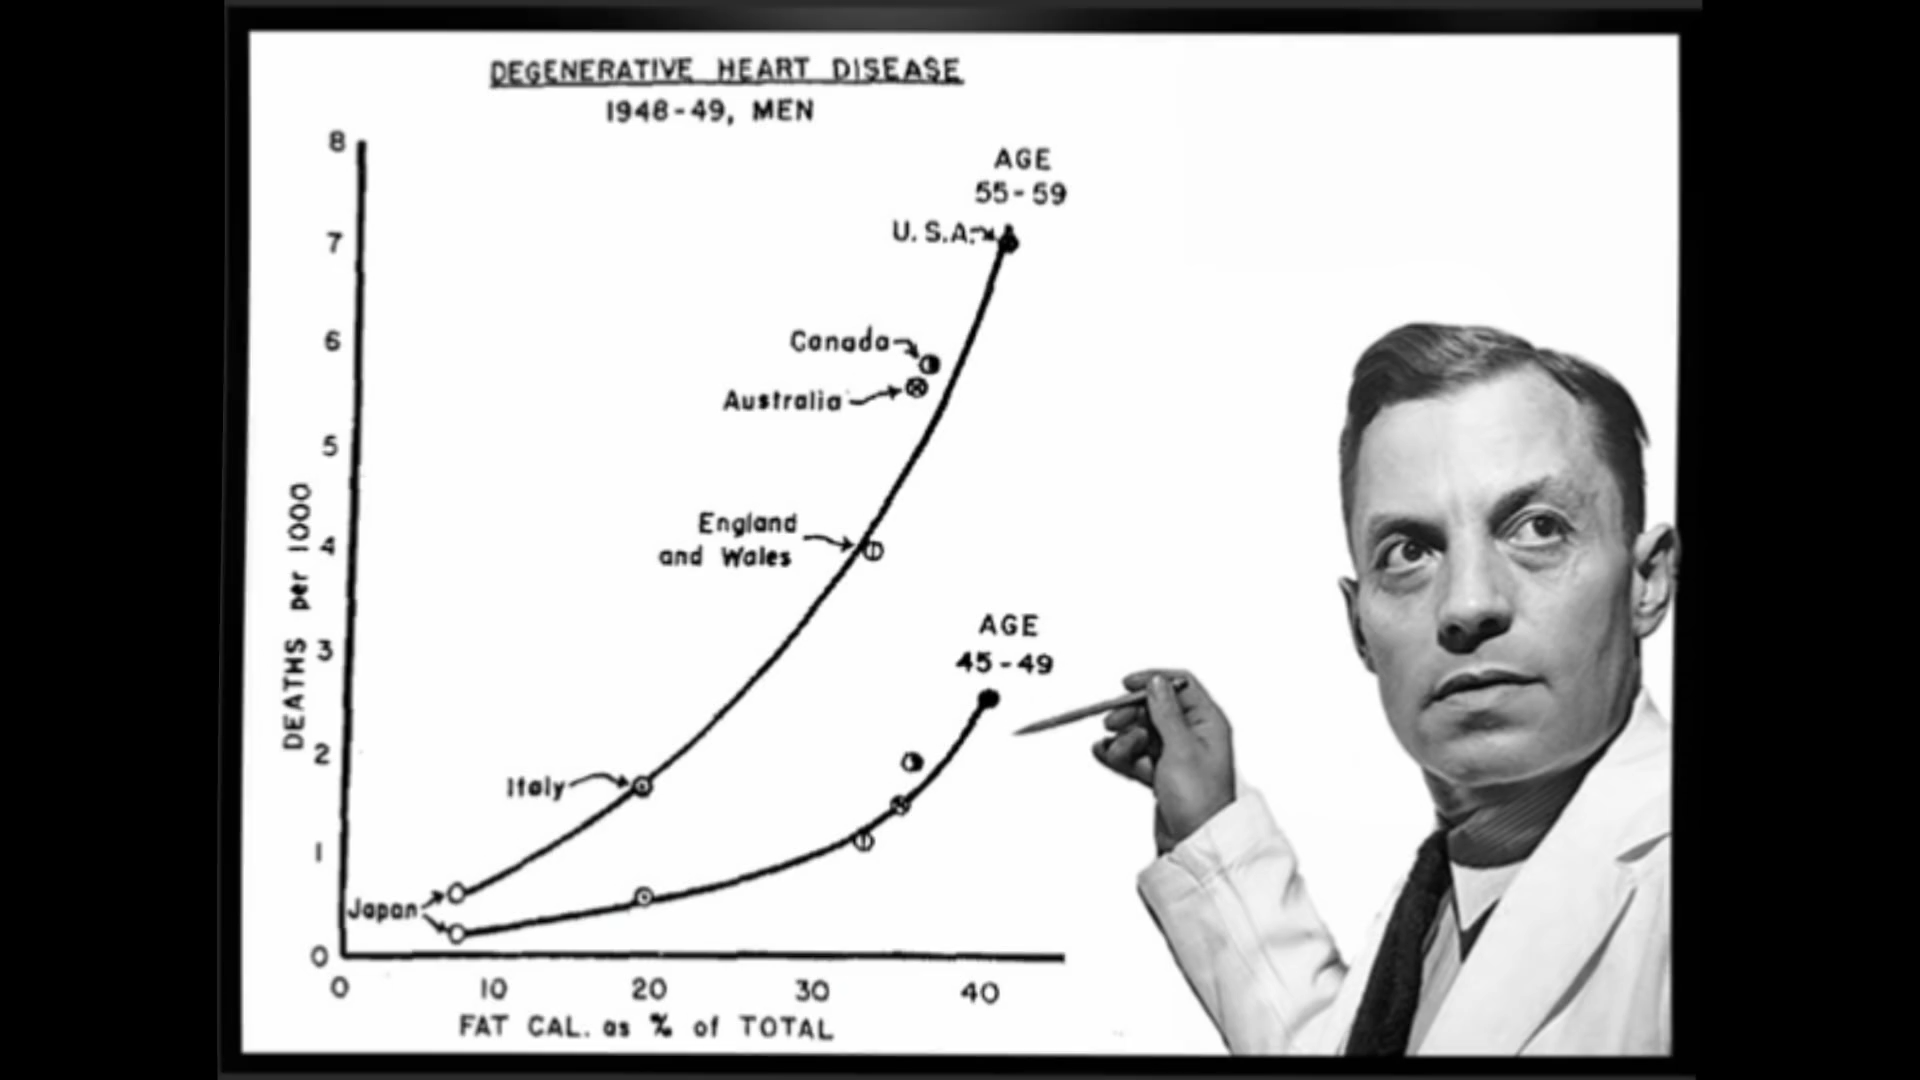 DEGENERATIVE HEART DISEASE
1948-49, MEN
8
7
6
5
4
3
2
1
0
DEATHS per 1000
AGE
55-59
U.S.A.
Canada
Australia
England
and Wales
AGE
45-49
Italy
Japan
0 10 20 30 40
FAT CAL. as % of TOTAL